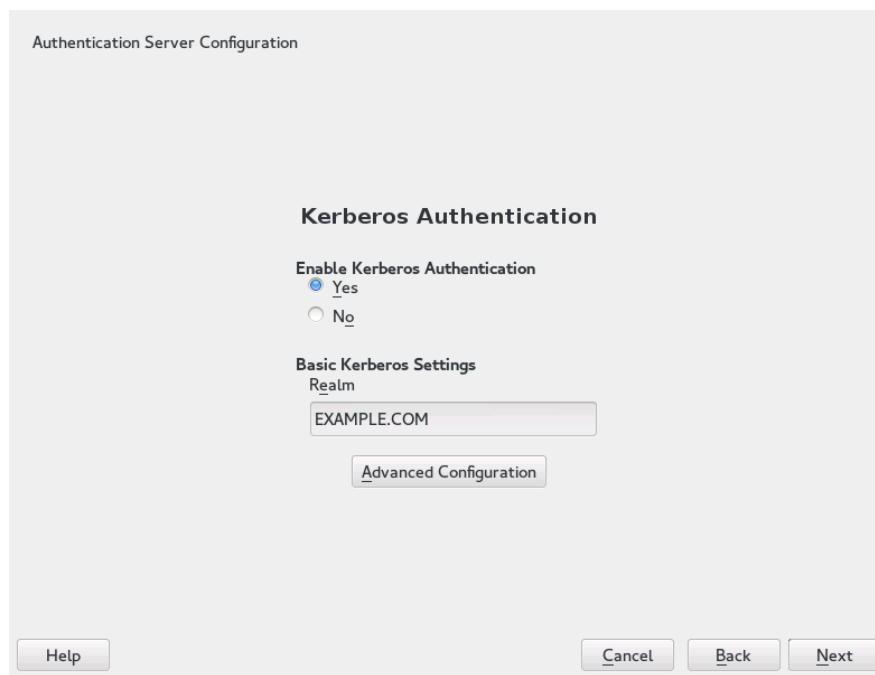 Authentication Server Configuration
Kerberos Authentication
Enable Kerberos Authentication
Yes
No
Basic Kerberos Settings
Realm
EXAMPLE.COM
Advanced Configuration
Help
Cancel
Back
Next